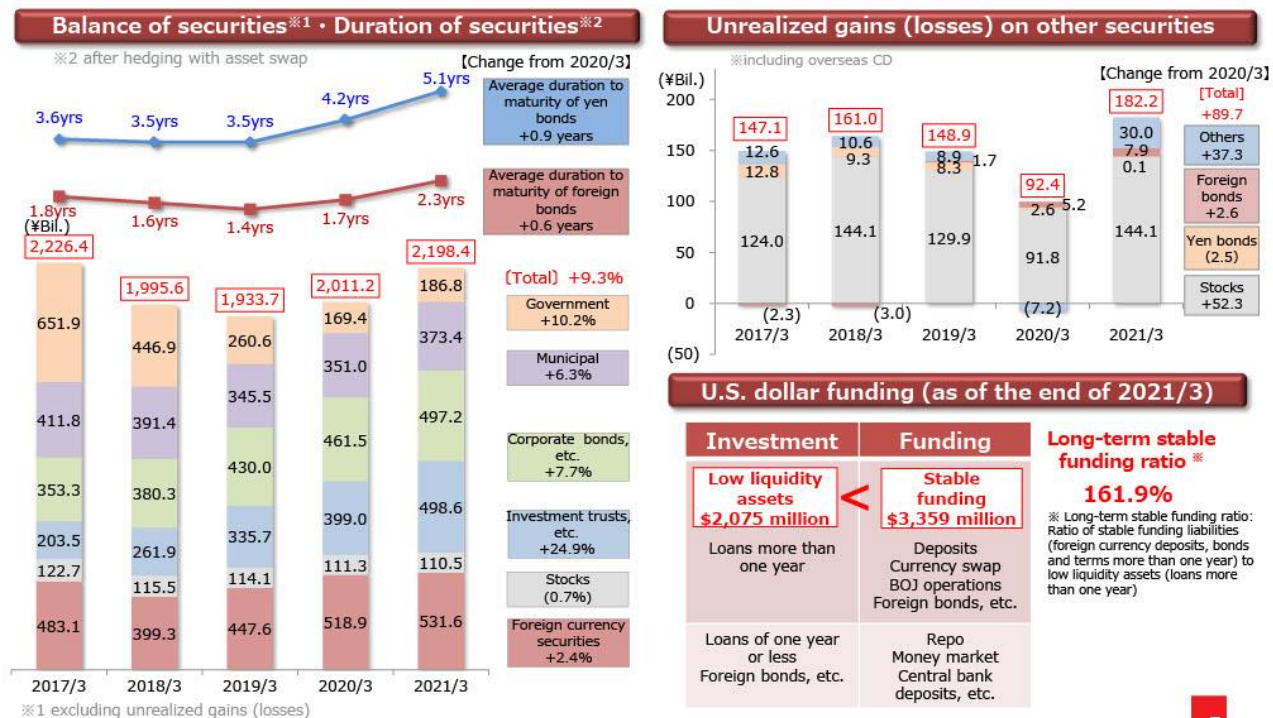 Balance of securities※1・Duration of securities※2
※2 after hedging with asset swap
【Change from 2020/3】
3.6yrs
3.5yrs
3.5yrs
4.2yrs
5.1yrs
Average duration to
maturity of yen
bonds
+0.9 years
1.8yrs
1.6yrs
1.4yrs
1.7yrs
2.3yrs
Average duration to
maturity of foreign
bonds
+0.6 years
(¥Bil.)
2,226.4
1,995.6
1,933.7
2,011.2
2,198.4
〔Total〕 +9.3%
651.9
446.9
260.6
169.4
186.8
Government
+10.2%
411.8
391.4
345.5
351.0
373.4
Municipal
+6.3%
353.3
380.3
430.0
461.5
497.2
Corporate bonds,
etc.
+7.7%
203.5
261.9
335.7
399.0
498.6
Investment trusts,
etc.
+24.9%
122.7
115.5
114.1
111.3
110.5
Stocks
(0.7%)
483.1
399.3
447.6
518.9
531.6
Foreign currency
securities
+2.4%
2017/3
2018/3
2019/3
2020/3
2021/3
※1 excluding unrealized gains (losses)
Unrealized gains (losses) on other securities
※including overseas CD
【Change from 2020/3】
(¥Bil.)
200
150
100
50
0
(50)
147.1
12.6
12.8
124.0
(2.3)
161.0
10.6
9.3
144.1
(3.0)
148.9
8.9
1.7
8.3
129.9
92.4
5.2
2.6
91.8
(7.2)
182.2
30.0
7.9
0.1
144.1
2017/3
2018/3
2019/3
2020/3
2021/3
[Total]
+89.7
Others
+37.3
Foreign
bonds
+2.6
Yen bonds
(2.5)
Stocks
+52.3
U.S. dollar funding (as of the end of 2021/3)
Investment
Funding
Low liquidity
assets
$2,075 million
<
Stable
funding
$3,359 million
Loans more than
one year
Deposits
Currency swap
BOJ operations
Foreign bonds, etc.
Loans of one year
or less
Foreign bonds, etc.
Repo
Money market
Central bank
deposits, etc.
Long-term stable
funding ratio ※
161.9%
※ Long-term stable funding ratio:
Ratio of stable funding liabilities
(foreign currency deposits, bonds
and terms more than one year) to
low liquidity assets (loans more
than one year)